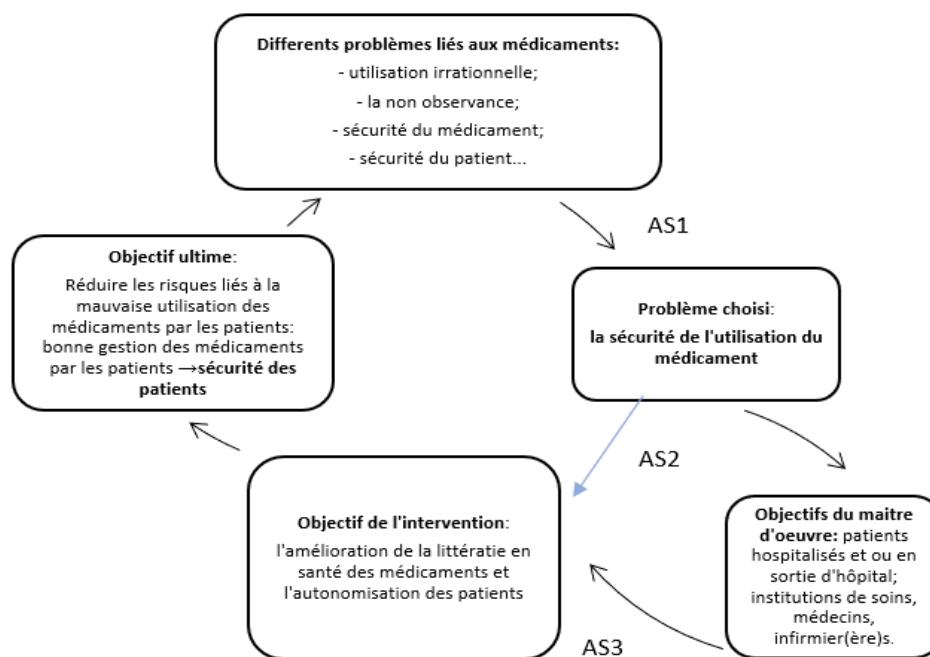 Differents problèmes liés aux médicaments:
- utilisation irrationnelle;
- la non observance;
- sécurité du médicament;
- sécurité du patient...
AS1
Objectif ultime:
Réduire les risques liés à la
mauvaise utilisation des
médicaments par les patients:
bonne gestion des médicaments
par les patients →sécurité des
patients
Problème choisi:
la sécurité de l'utilisation du
médicament
AS2
Objectif de l'intervention:
l'amélioration de la littératie en
santé des médicaments et
l'autonomisation des patients
Objectifs du maitre
d'oeuvre: patients
hospitalisés et ou en
sortie d'hôpital;
institutions de soins,
médecins,
infirmier(ère)s.
AS3